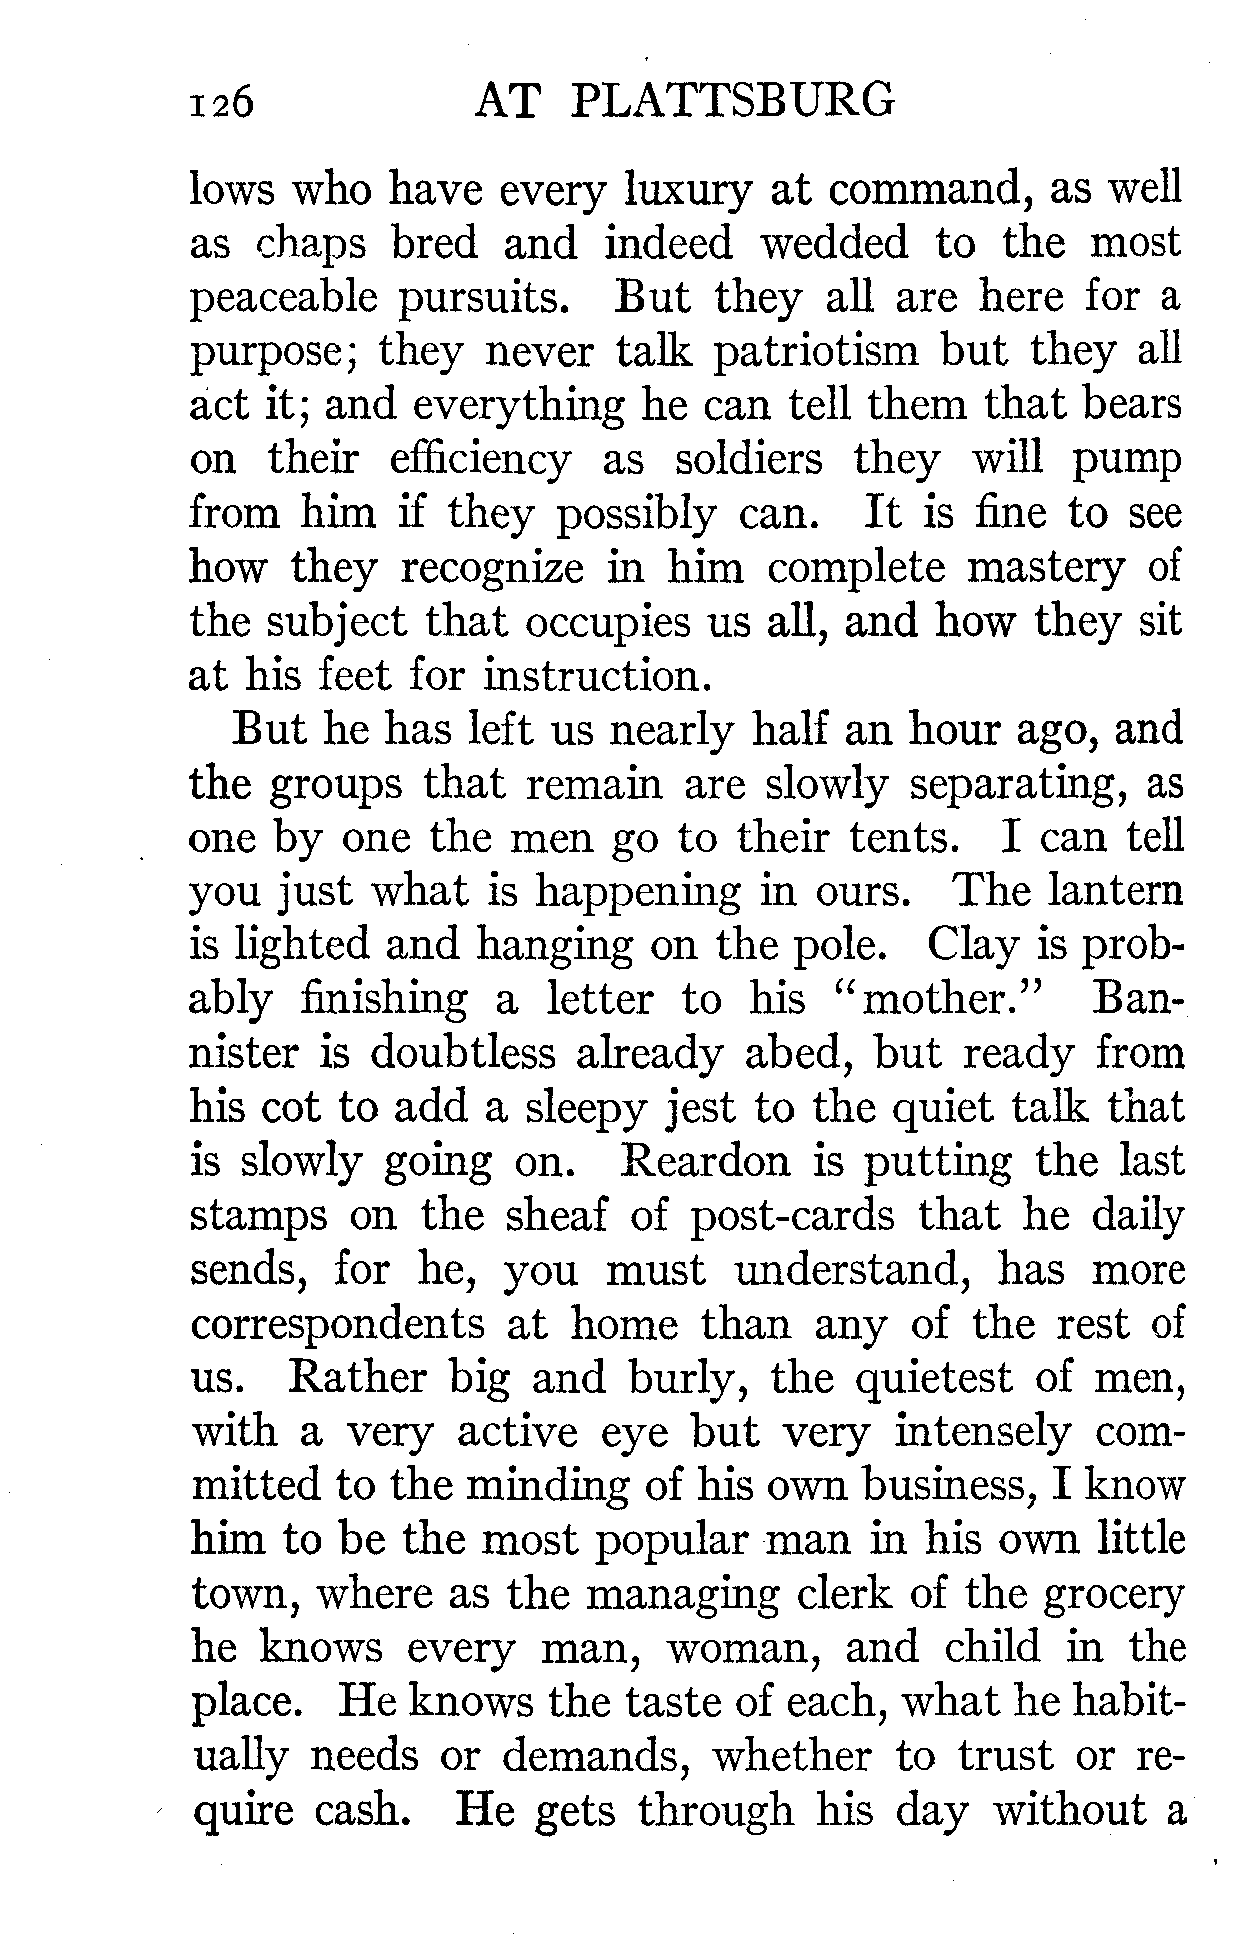 126 AT PLATTSBURG
lows who have every luxury at command, as well
as chaps bred and indeed wedded to the most
peaceable pursuits. But they all are here for a
purpose; they never talk patriotism but they all
act it; and everything he can tell them that bears
on their efficiency as soldiers they will pump
from him if they possibly can. It is fine to see
how they recognize in him complete mastery of
the subject that occupies us all, and how they sit
at his feet for instruction.
But he has left us nearly half an hour ago, and
the groups that remain are slowly separating, as
one by one the men go to their tents. I can tell
you just what is happening in ours. The lantern
is lighted and hanging on the pole. Clay is prob-
ably finishing a letter to his “mother.” Ban-
nister is doubtless already abed, but ready from
his cot to add a sleepy jest to the quiet talk that
is slowly going on. Reardon is putting the last
stamps on the sheaf of post-cards that he daily
sends, for he, you must understand, has more
correspondents at home than any of the rest of
us. Rather big and burly, the quietest of men,
with a very active eye but very intensely com-
mitted to the minding of his own business, I know
him to be the most popular man in his own little
town, where as the managing clerk of the grocery
he knows every man, woman, and child in the
place. He knows the taste of each, what he habit-
ually needs or demands, whether to trust or re-
quire cash. He gets through his day without a